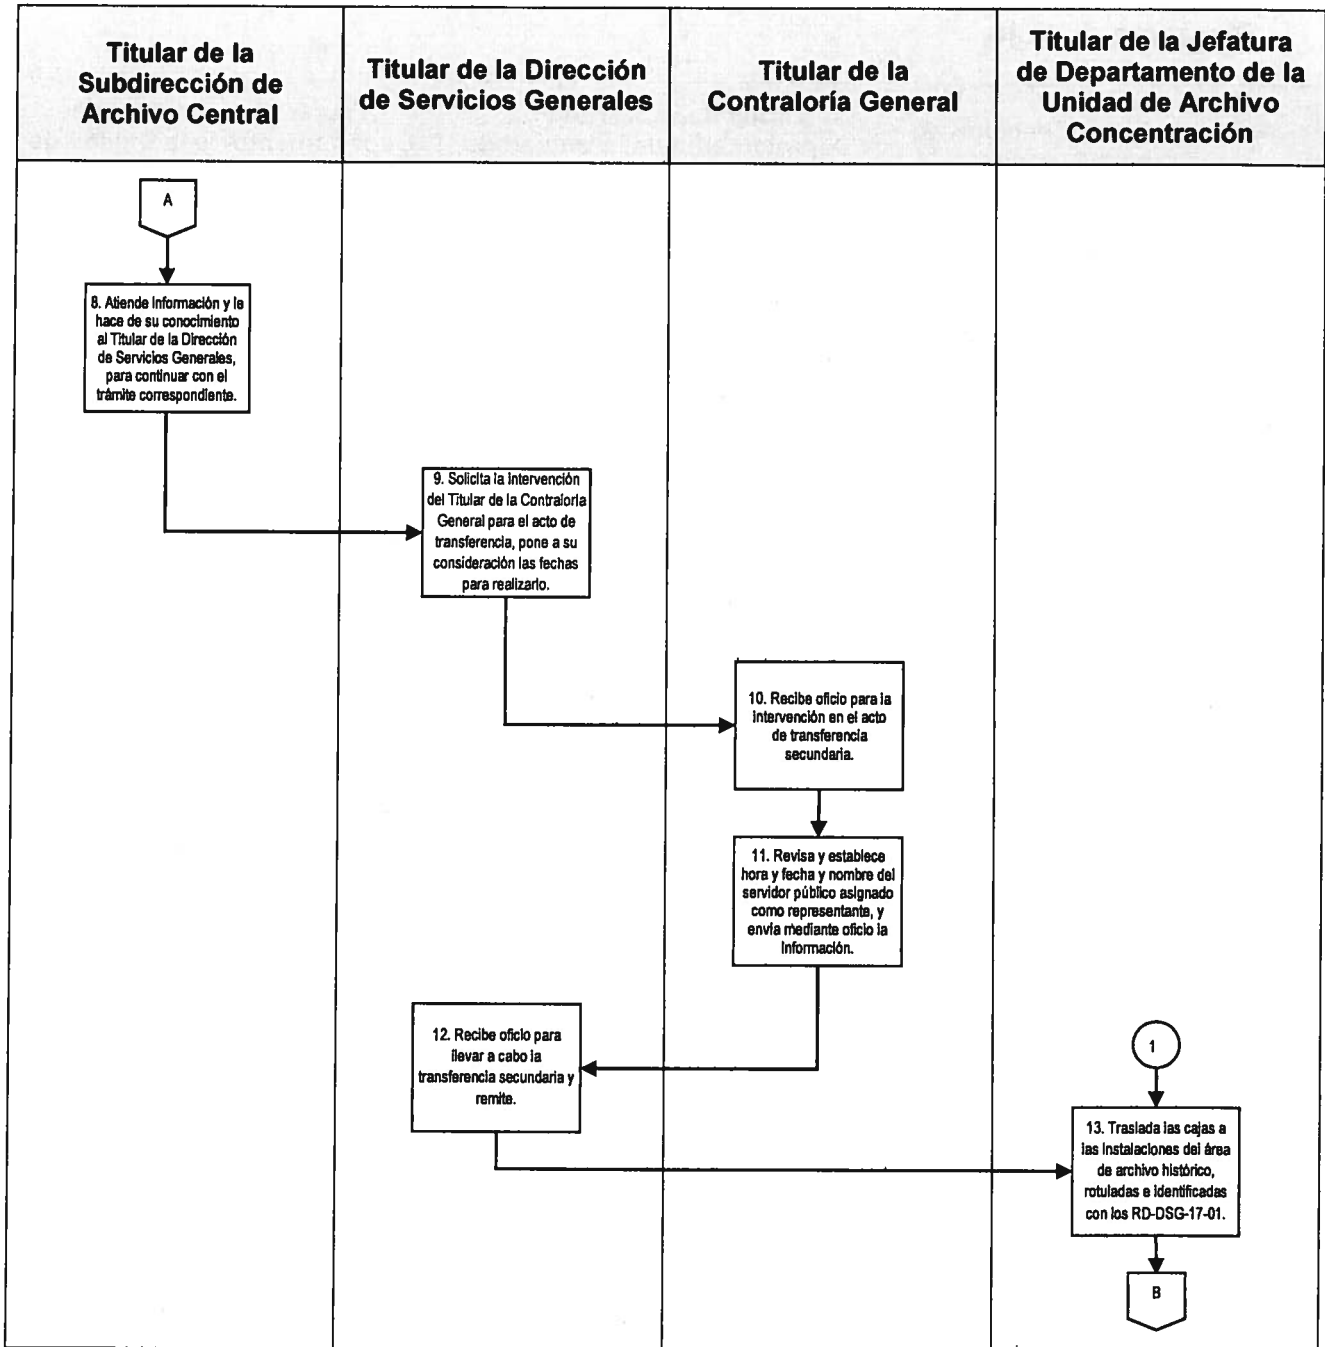 Titular de la
Subdirección de
Archivo Central
Titular de la Dirección
de Servicios Generales
Titular de la
Contraloría General
Titular de la Jefatura
de Departamento de la
Unidad de Archivo
Concentración
A
8. Atiende Información y le
hace de su conocimiento
al Titular de la Dirección
de Servicios Generales,
para continuar con el
trámite correspondiente.
9. Solicita la intervención
del Titular de la Contraloría
General para el acto de
transferencia, pone a su
consideración las fechas
para realizarlo.
10. Recibe oficio para la
intervención en el acto
de transferencia
secundaria.
11. Revisa y establece
hora y fecha y nombre del
servidor público asignado
como representante, y
envía mediante oficio la
Información.
12. Recibe oficio para
llevar a cabo la
transferencia secundaria y
remite.
1
13. Traslada las cajas a
las instalaciones del área
de archivo histórico,
rotuladas e identificadas
con los RD-DSG-17-01.
B